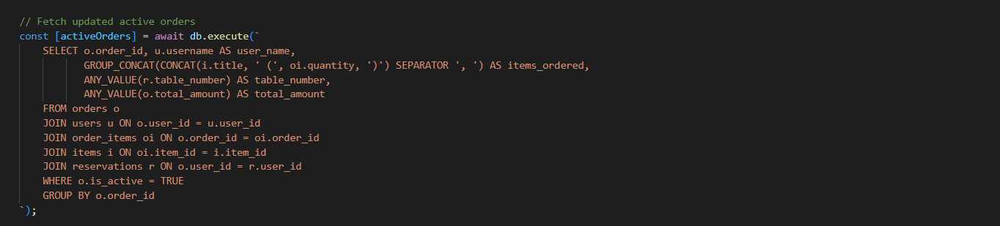 // Fetch updated active orders
const [activeOrders] = await db.execute(`
    SELECT o.order_id, u.username AS user_name,
           GROUP_CONCAT(CONCAT(i.title, ' (', oi.quantity, ')') SEPARATOR ', ') AS items_ordered,
           ANY_VALUE(r.table_number) AS table_number,
           ANY_VALUE(o.total_amount) AS total_amount
    FROM orders o
    JOIN users u ON o.user_id = u.user_id
    JOIN order_items oi ON o.order_id = oi.order_id
    JOIN items i ON oi.item_id = i.item_id
    JOIN reservations r ON o.user_id = r.user_id
    WHERE o.is_active = TRUE
    GROUP BY o.order_id
`);